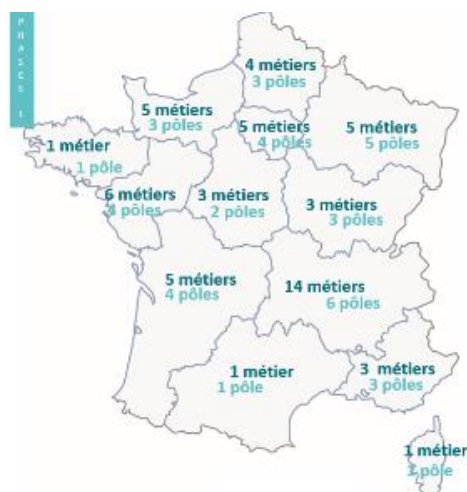 PHASES 1
4 métiers
3 pôles
5 métiers
3 pôles
5 métiers
4 pôles
5 métiers
5 pôles
1 métier
1 pôle
6 métiers
4 pôles
3 métiers
2 pôles
3 métiers
3 pôles
5 métiers
4 pôles
14 métiers
6 pôles
1 métier
1 pôle
3 métiers
3 pôles
1 métier
1 pôle